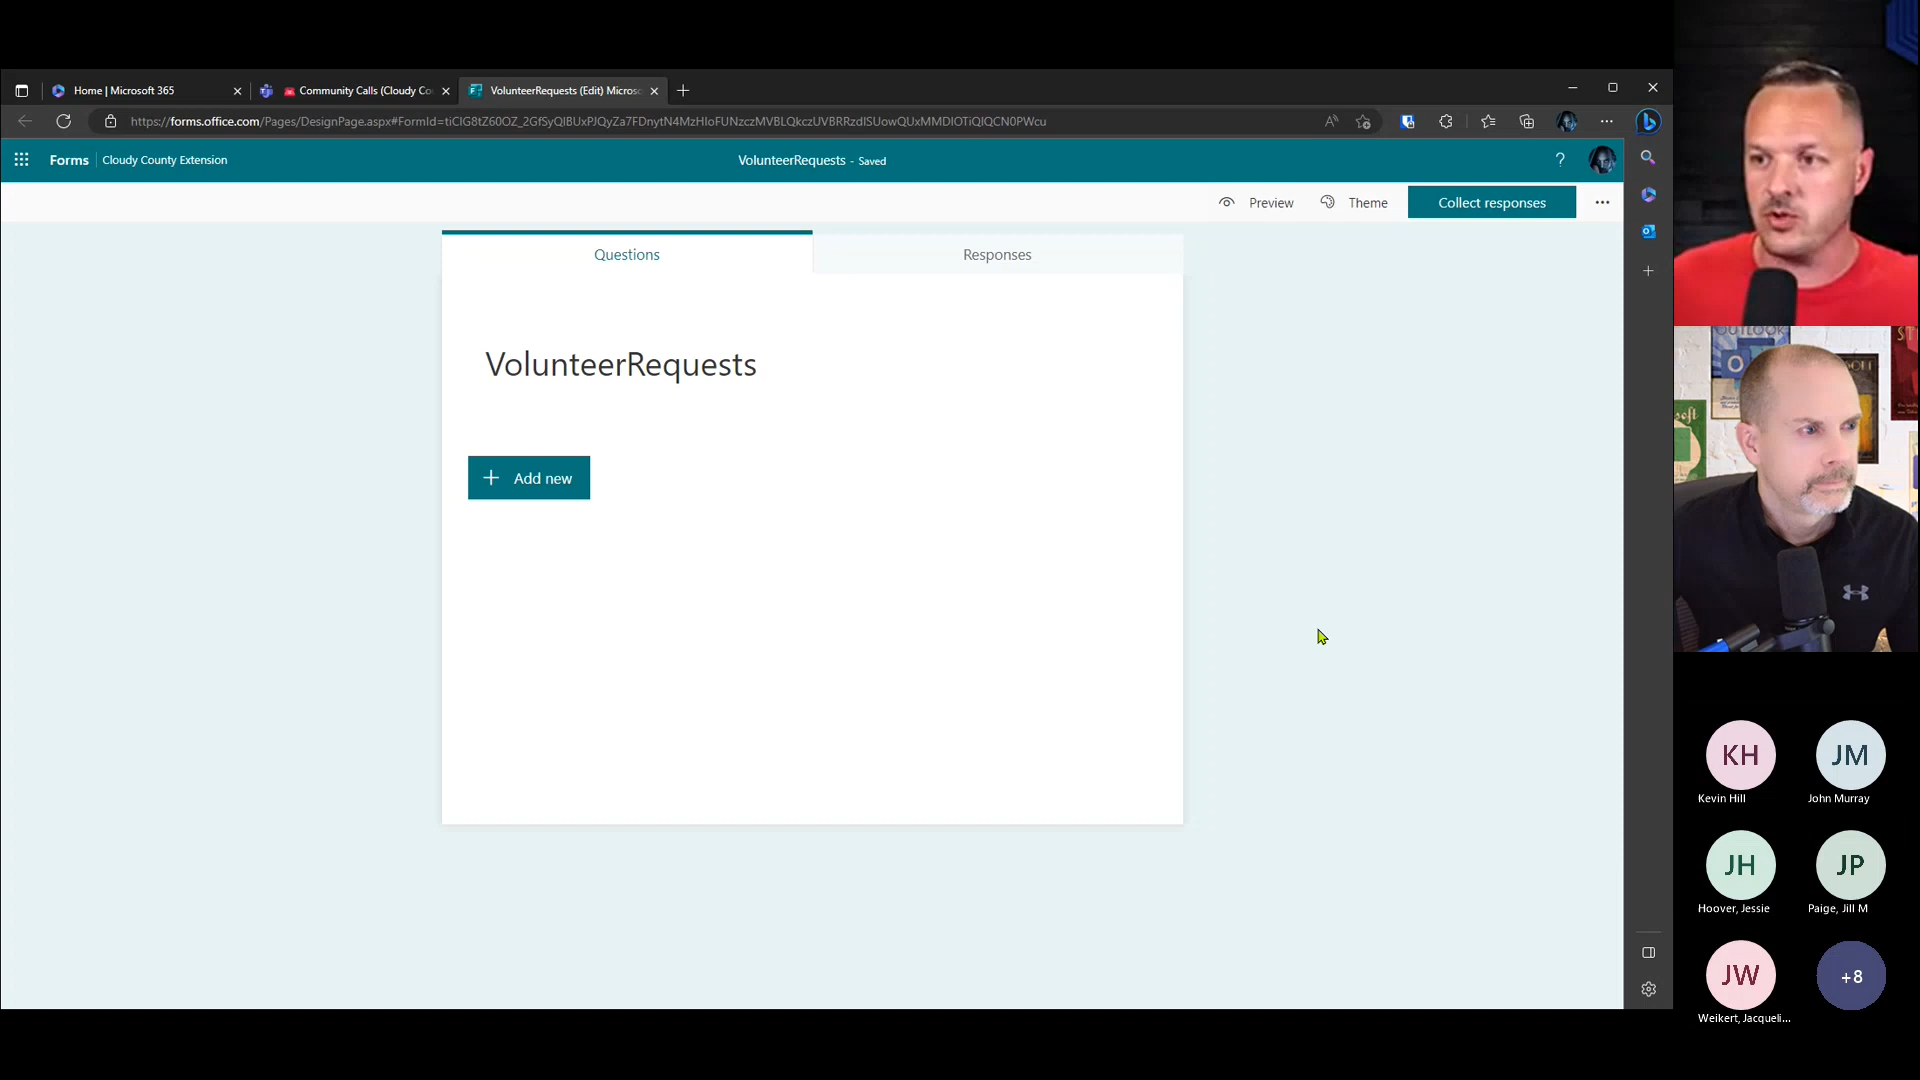 Home | Microsoft 365
Community Calls (Cloudy Co
VolunteerRequests (Edit) Micros
https://forms.office.com/Pages/DesignPage.aspx#FormId=tiCIG8tZ60OZ_2GfSyQIBUxPJQyZa7FDnytN4MzHIoFUNzczMVBLQkczUVBRRzdISUowQUxMMDIOTiQIQCN0PWcu
Forms
Cloudy County Extension
VolunteerRequests - Saved
?
Preview
Theme
Collect responses
Questions
Responses
VolunteerRequests
Add new
OUTLOOK
KH
Kevin Hill
JM
John Murray
JH
Hoover, Jessie
JP
Paige, Jill M
JW
Weikert, Jacqueli...
+8